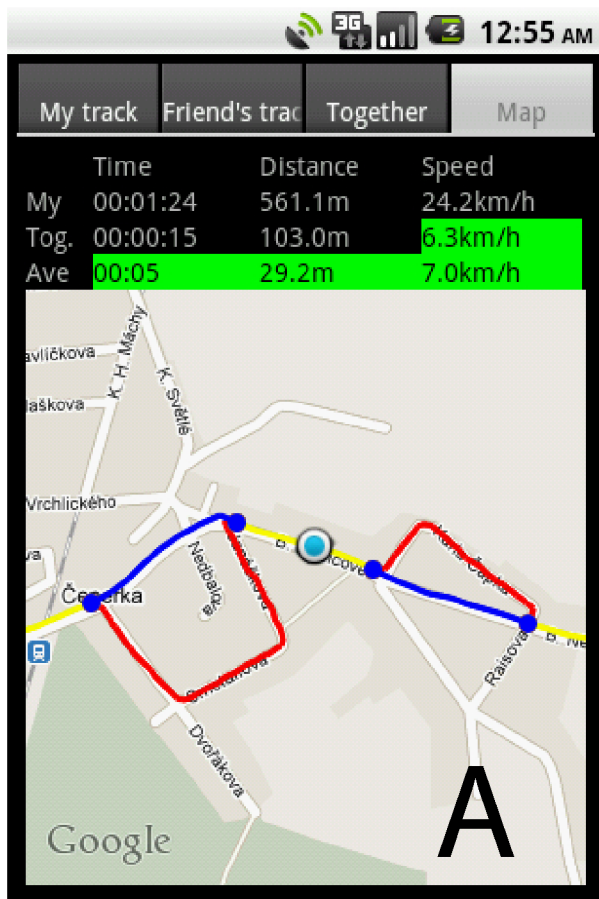 3G
12:55 AM
My track
Friend's trac
Together
Map
Time Distance Speed
My 00:01:24 561.1m 24.2km/h
Tog. 00:00:15 103.0m 6.3km/h
Ave 00:05 29.2m 7.0km/h
avlíčkova
K. H. Máchy
K. Světlé
laškova
Vrchlického
Nedbalova
va
Raisova
B. Ně
Dvořákova
Google
A